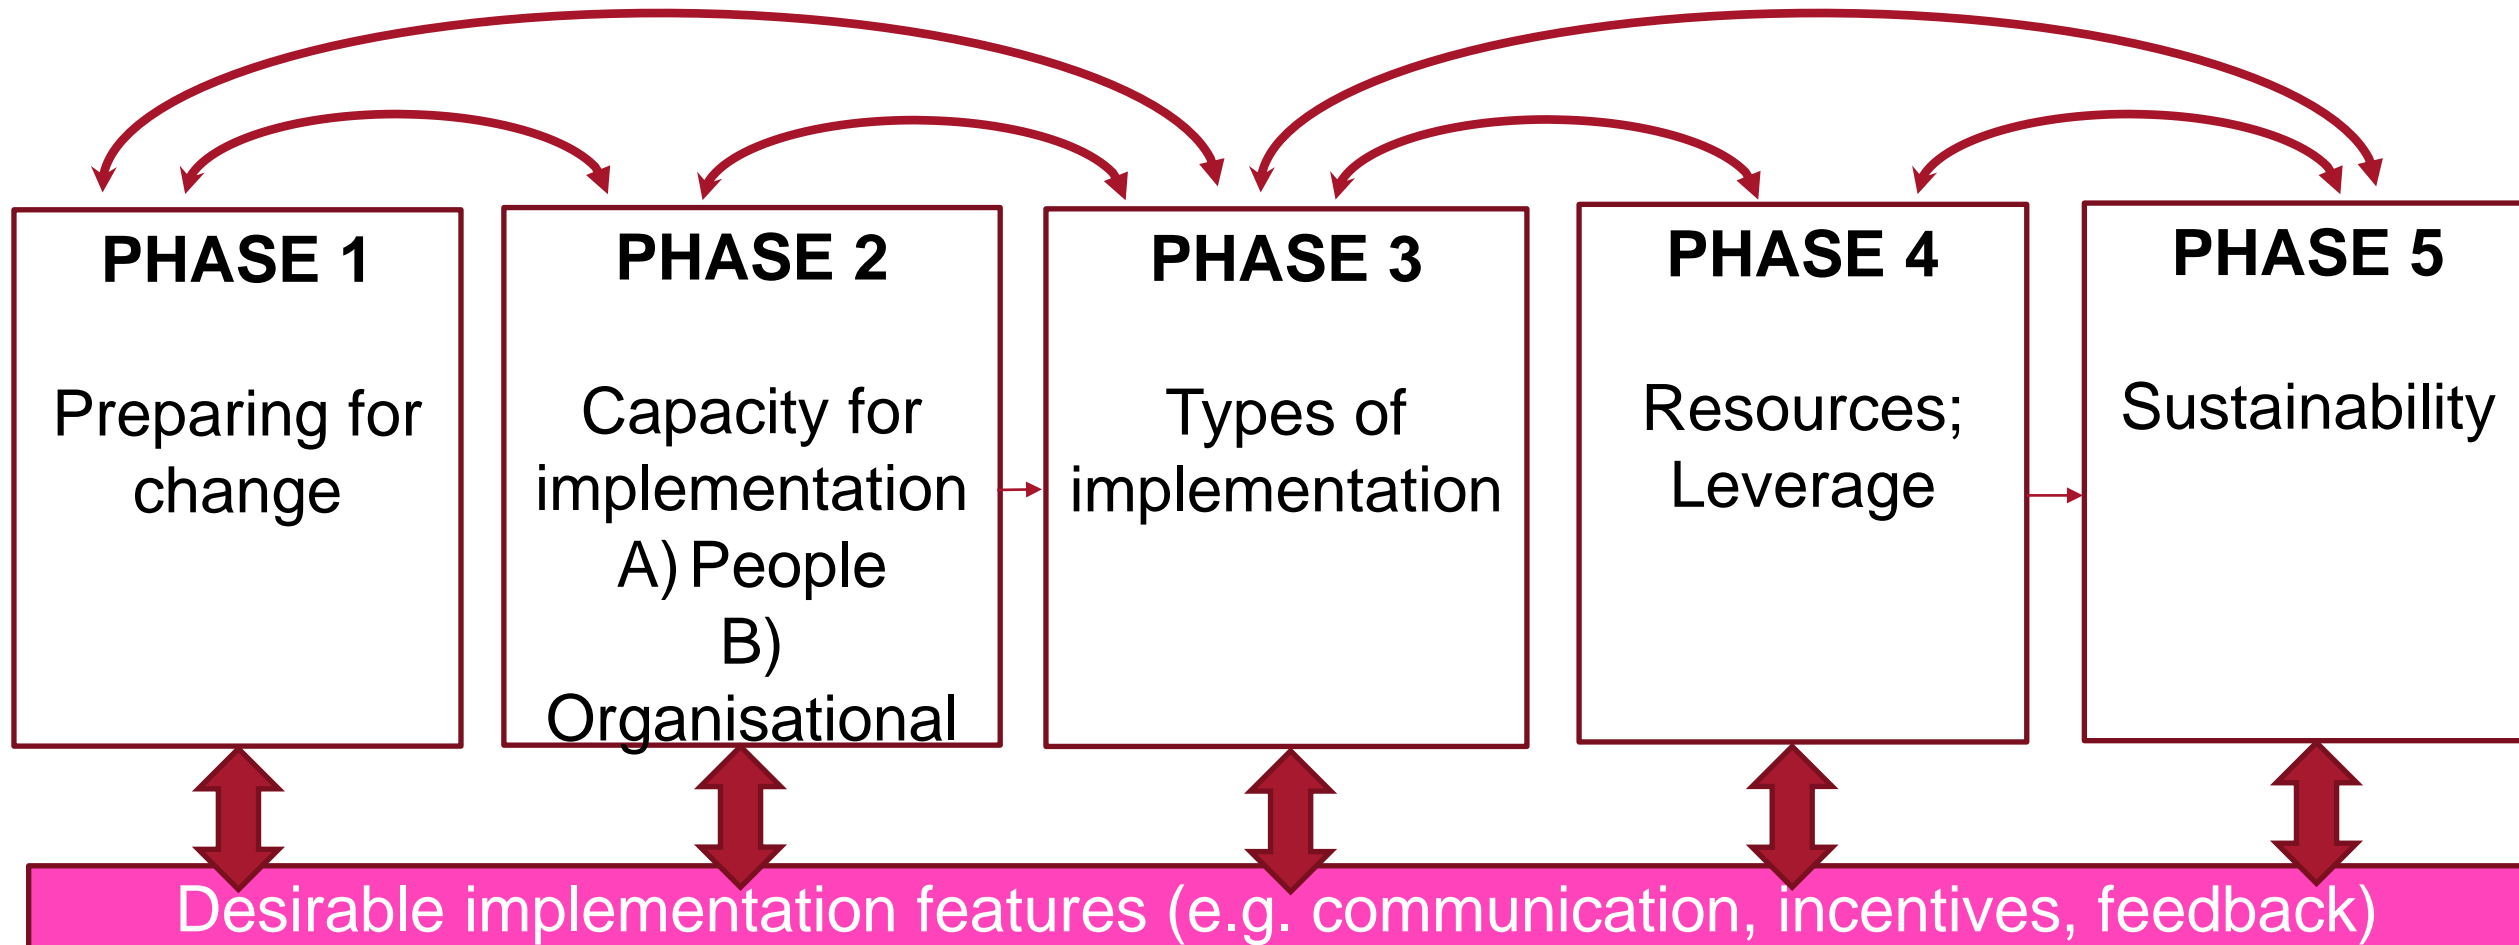 PHASE 1
Preparing for
change
PHASE 2
Capacity for
implementation
A) People
B)
Organisational
PHASE 3
Types of
implementation
PHASE 4
Resources;
Leverage
PHASE 5
Sustainability
Desirable implementation features (e.g. communication, incentives, feedback)